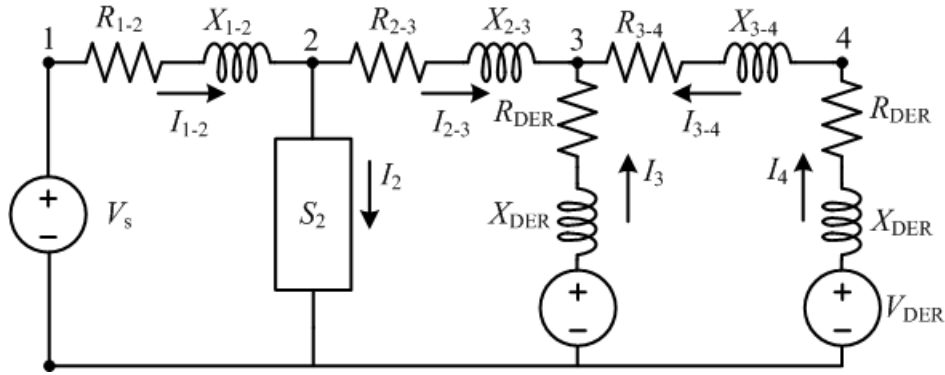 1 R1-2 X1-2 2 R2-3 X2-3 3 R3-4 X3-4 4
I1-2 I2-3 RDER I3-4 RDER
+ Vs − S2 I2 XDER I3 I4 XDER
+ − + − VDER